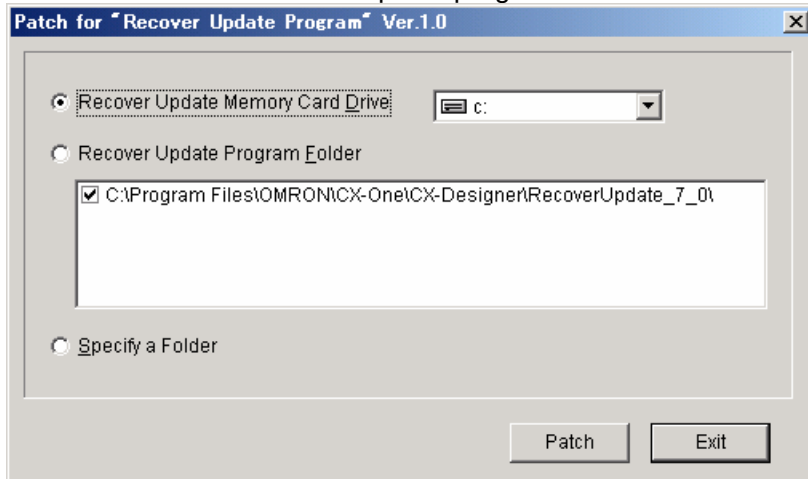 Patch for "Recover Update Program" Ver.1.0
Recover Update Memory Card Drive
c:
Recover Update Program Folder
C:\Program Files\OMRON\CX-One\CX-Designer\RecoverUpdate_7_0\
Specify a Folder
Patch
Exit